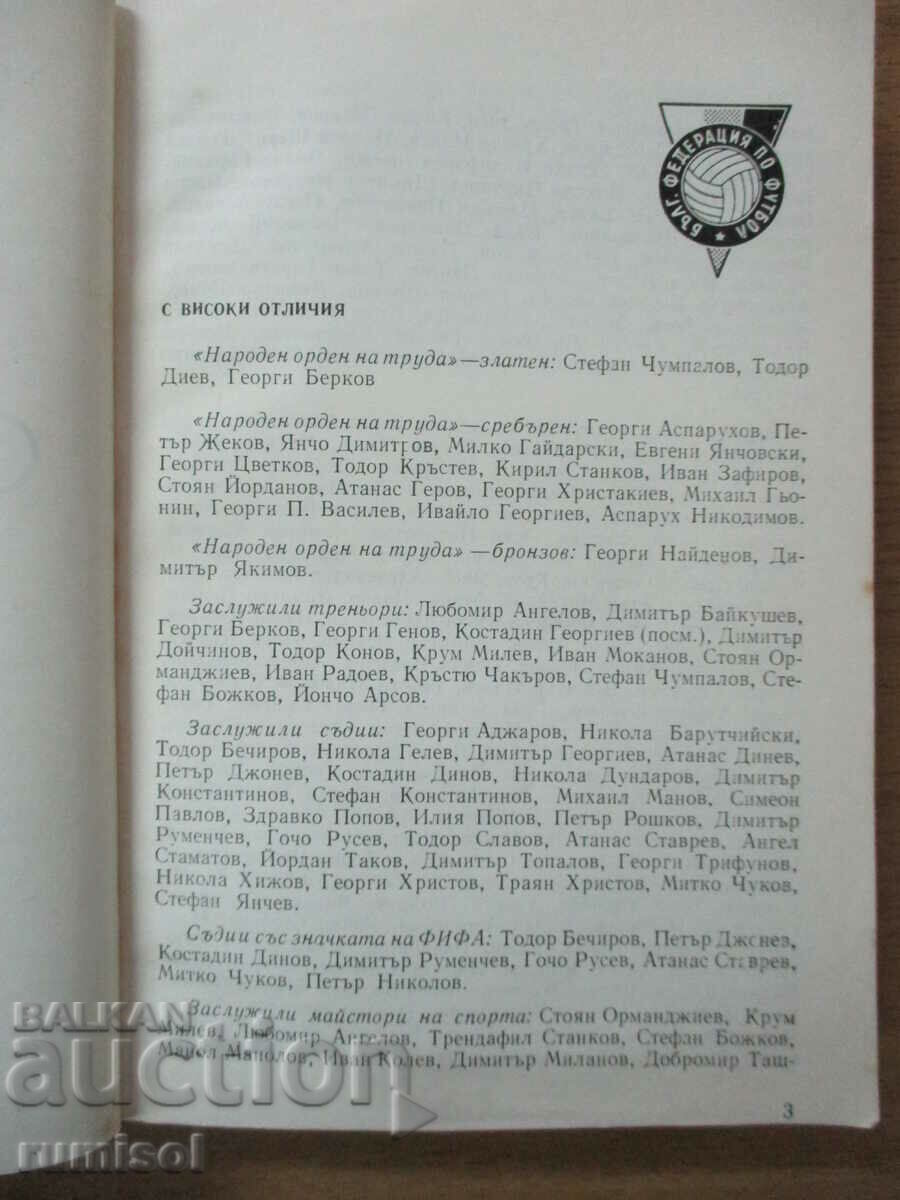 БЪЛГ. ФЕДЕРАЦИЯ ПО ФУТБОЛ
С ВИСОКИ ОТЛИЧИЯ
«Народен орден на труда»—златен: Стефан Чумпалов, Тодор
Диев, Георги Берков
«Народен орден на труда»—сребърен: Георги Аспарухов, Пе-
тър Жеков, Янчо Димитров, Милко Гайдарски, Евгени Янчовски,
Георги Цветков, Тодор Кръстев, Кирил Станков, Иван Зафиров,
Стоян Йорданов, Атанас Геров, Георги Христакиев, Михаил Гьо-
нин, Георги П. Василев, Ивайло Георгиев, Аспарух Никодимов.
«Народен орден на труда» —бронзов: Георги Найденов, Ди-
митър Якимов.
Заслужили треньори: Любомир Ангелов, Димитър Байкушев,
Георги Берков, Георги Генов, Костадин Георгиев (посм.), Димитър
Дойчинов, Тодор Конов, Крум Милев, Иван Моканов, Стоян Ор-
манджиев, Иван Радоев, Кръстю Чакъров, Стефан Чумпалов, Сте-
фан Божков, Йончо Арсов.
Заслужили съдии: Георги Аджаров, Никола Барутчийски,
Тодор Бечиров, Никола Гелев, Димитър Георгиев, Атанас Динев,
Петър Джонев, Костадин Динов, Никола Дундаров, Димитър
Константинов, Стефан Константинов, Михаил Манов, Симеон
Павлов, Здравко Попов, Илия Попов, Петър Рошков, Димитър
Руменчев, Гочо Русев, Тодор Славов, Атанас Ставрев, Ангел
Стаматов, Йордан Таков, Димитър Топалов, Георги Трифунов,
Никола Хижов, Георги Христов, Траян Христов, Митко Чуков,
Стефан Янчев.
Съдии със значката на ФИФА: Тодор Бечиров, Петър Джонев,
Костадин Динов, Димитър Руменчев, Гочо Русев, Атанас Ставрев,
Митко Чуков, Петър Николов.
Заслужили майстори на спорта: Стоян Орманджиев, Крум
Милев, Любомир Ангелов, Трендафил Станков, Стефан Божков,
Манол Манолов, Иван Колев, Димитър Миланов, Добромир Таш-
3
BALKAN
auction
rumisol